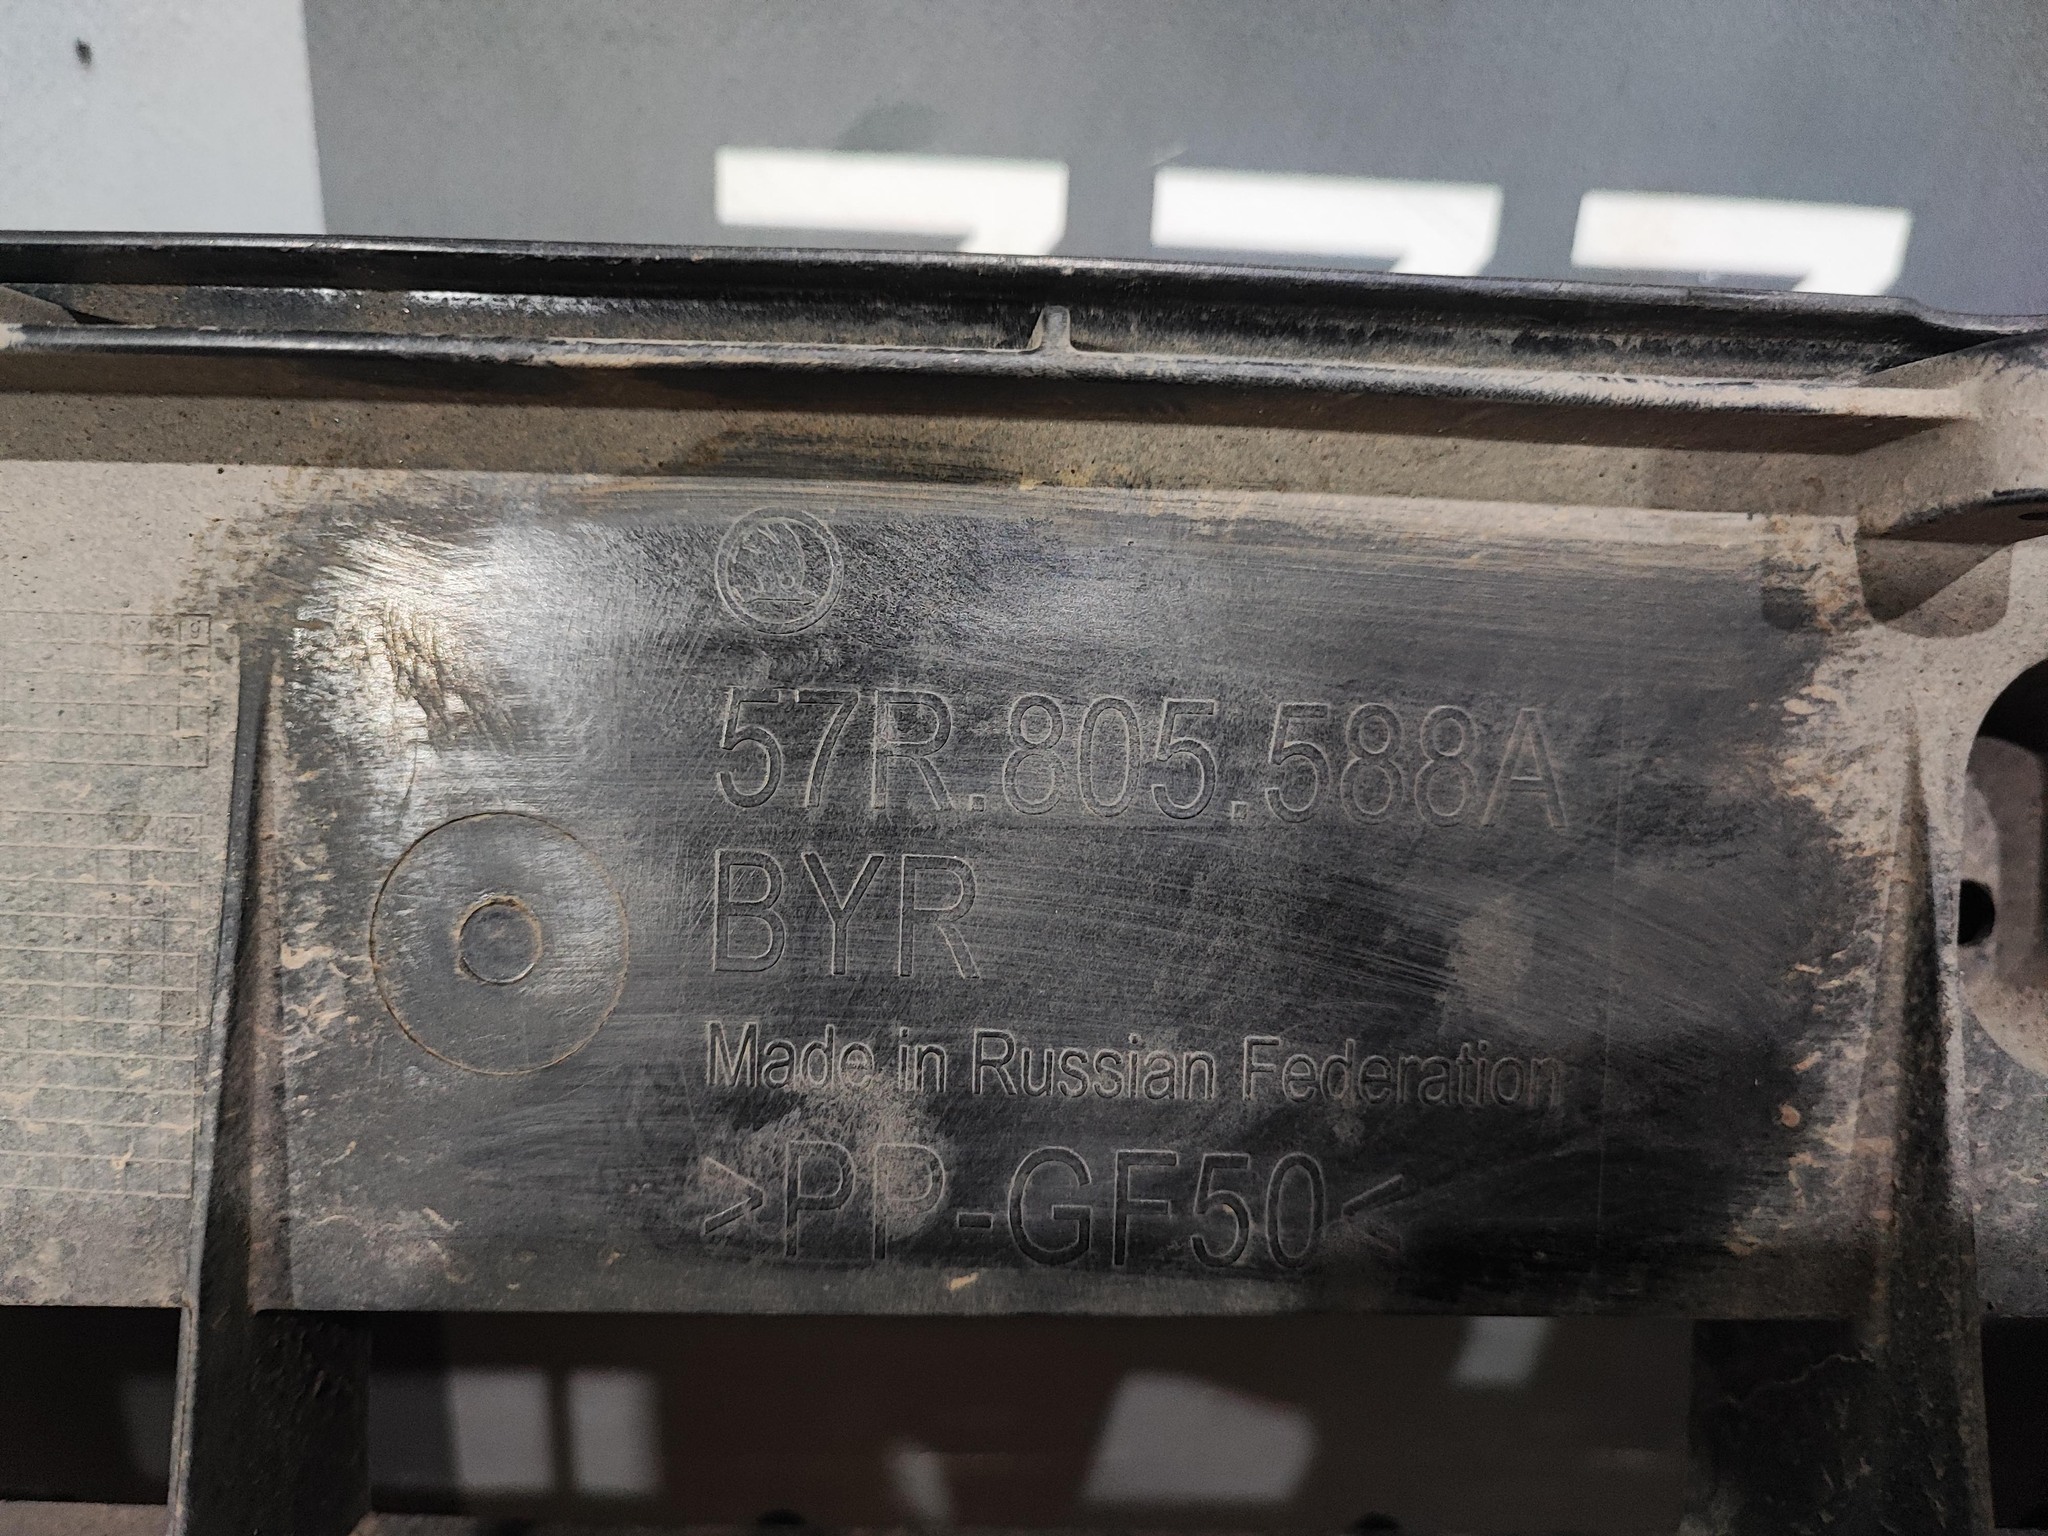 57R.805.588A
BYR
Made in Russian Federation
>PP-GF50<